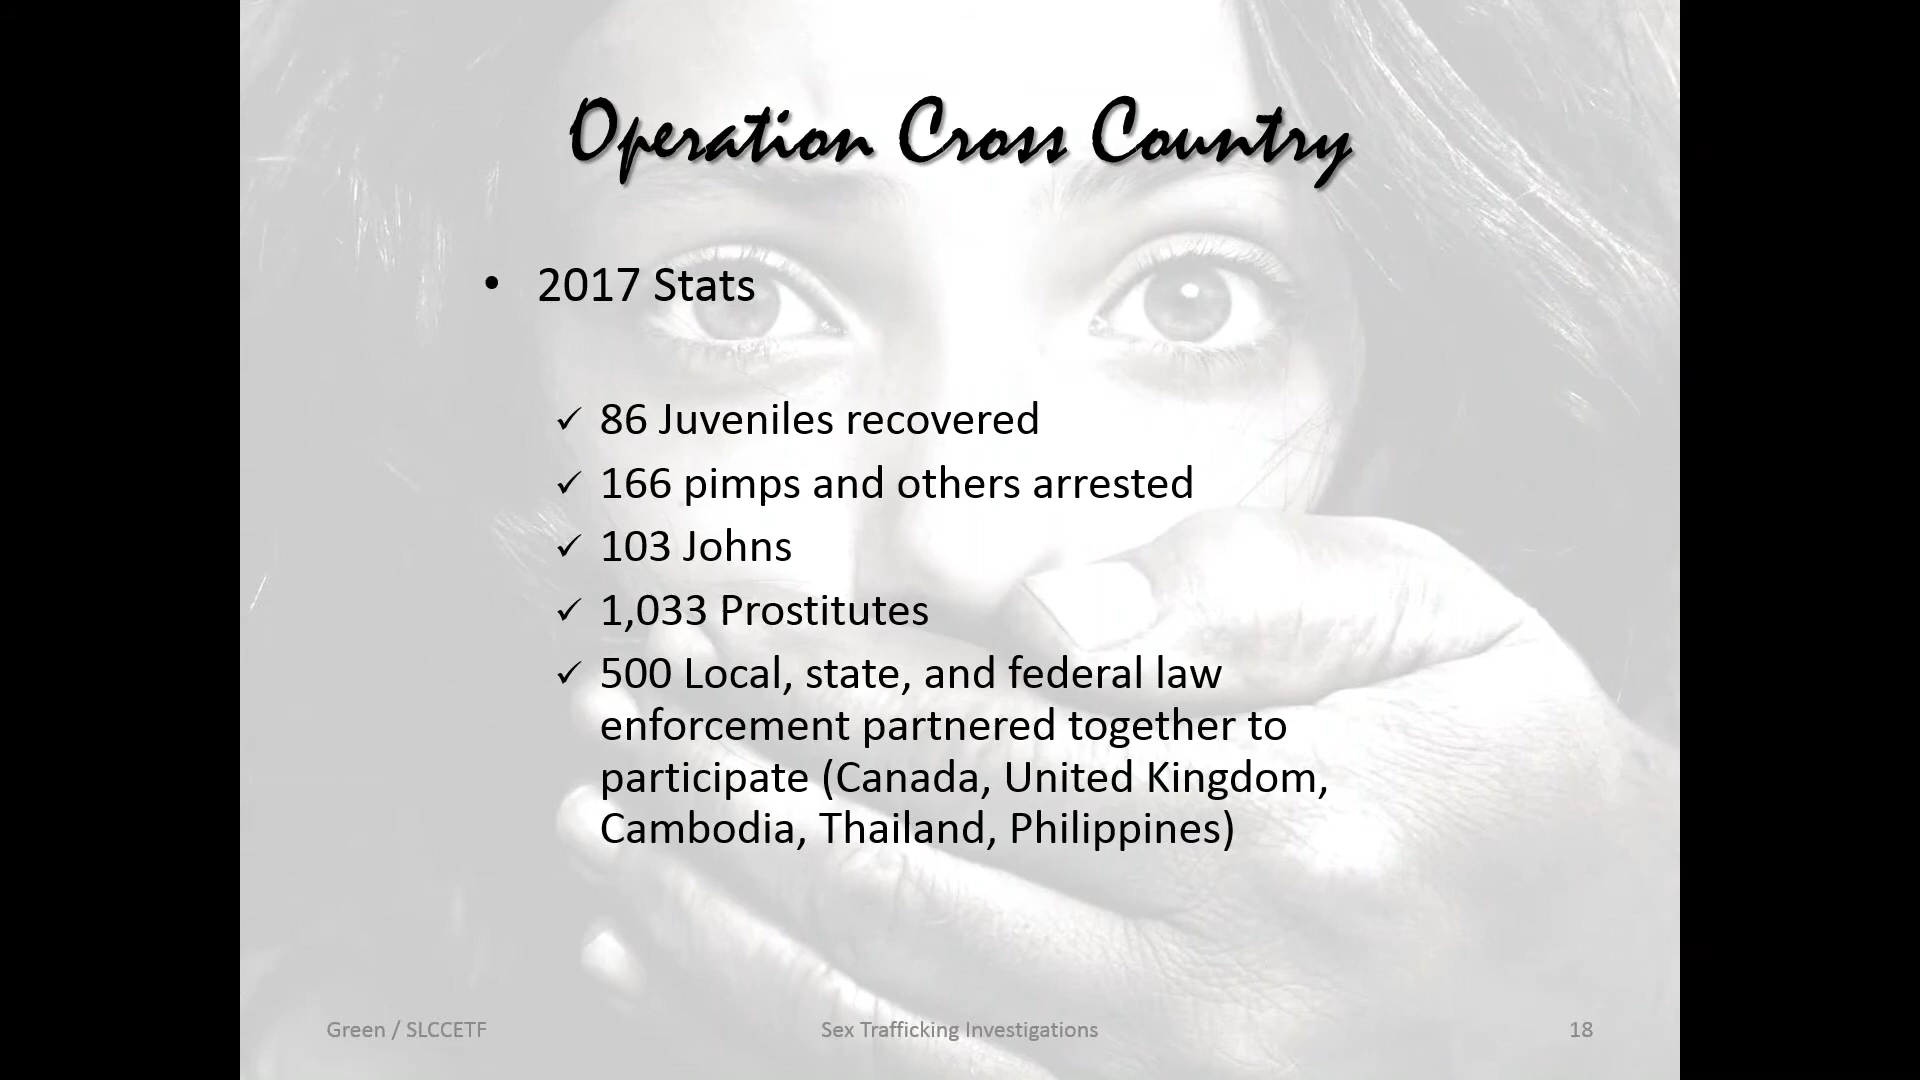 Operation Cross Country
• 2017 Stats
✓ 86 Juveniles recovered
✓ 166 pimps and others arrested
✓ 103 Johns
✓ 1,033 Prostitutes
✓ 500 Local, state, and federal law
enforcement partnered together to
participate (Canada, United Kingdom,
Cambodia, Thailand, Philippines)
Green / SLCCETF
Sex Trafficking Investigations
18